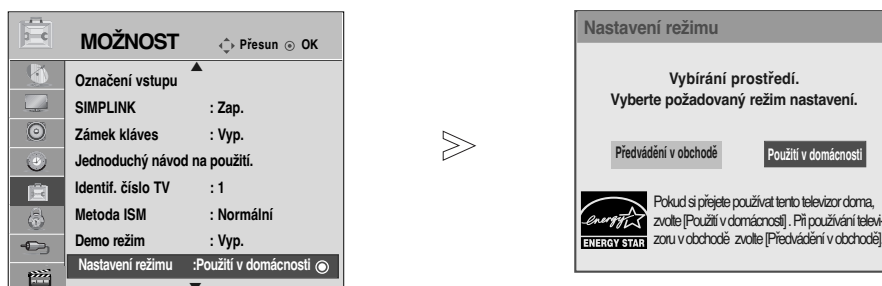 MOŽNOST
Přesun
OK
Označení vstupu
SIMPLINK : Zap.
Zámek kláves : Vyp.
Jednoduchý návod na použití.
Identif. číslo TV : 1
Metoda ISM : Normální
Demo režim : Vyp.
Nastavení režimu :Použití v domácnosti
Nastavení režimu
Vybírání prostředí.
Vyberte požadovaný režim nastavení.
Předvádění v obchodě
Použití v domácnosti
energy
ENERGY STAR
Pokud si přejete používat tento televizor doma,
zvolte [Použití v domácnosti] . Při používání televi-
zoru v obchodě zvolte [Předvádění v obchodě]